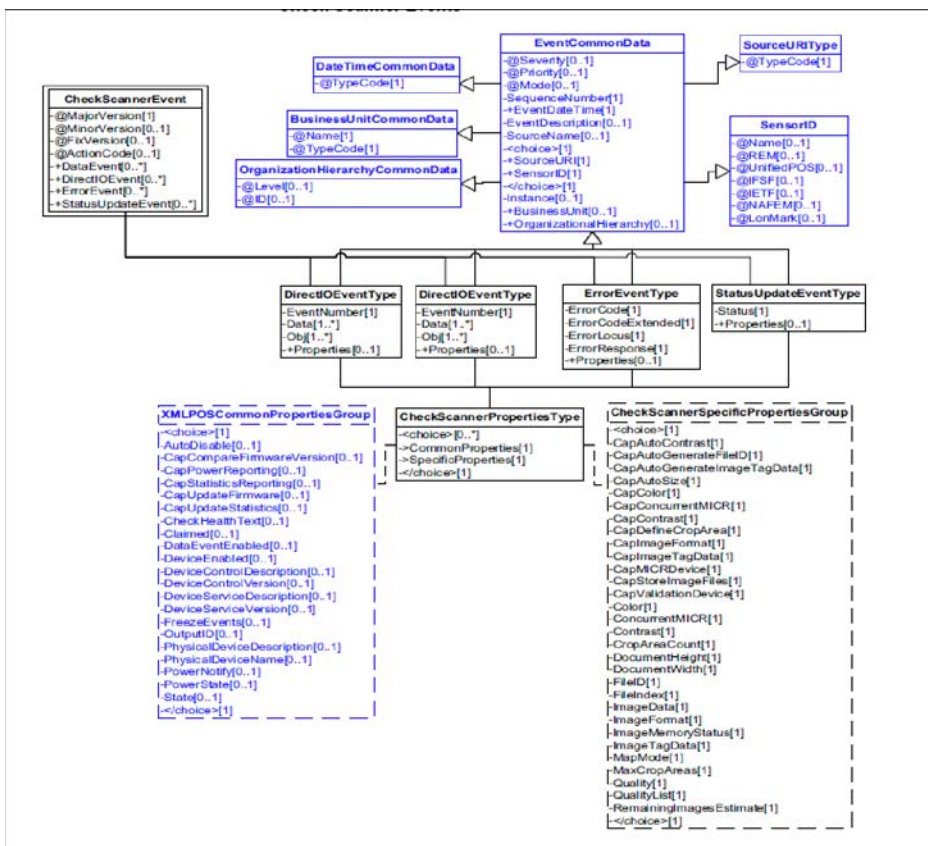 Check Scanner Events
EventCommonData
-@Severity[0..1]
-@Priority[0..1]
-@Mode[0..1]
-SequenceNumber[1]
-+EventDateTime[1]
-EventDescription[0..1]
-SourceName[0..1]
-<choice>[1]
-+SourceURI[1]
-+SensorID[1]
-</choice>[1]
-Instance[0..1]
-+BusinessUnit[0..1]
-+OrganizationalHierarchy[0..1]
SourceURIType
-@TypeCode[1]
DateTimeCommonData
-@TypeCode[1]
CheckScannerEvent
-@MajorVersion[1]
-@MinorVersion[0..1]
-@FixVersion[0..1]
-@ActionCode[0..1]
-+DataEvent[0..*]
-+DirectIOEvent[0..*]
-+ErrorEvent[0..*]
-+StatusUpdateEvent[0..*]
BusinessUnitCommonData
-@Name[1]
-@TypeCode[1]
OrganizationHierarchyCommonData
-@Level[0..1]
-@ID[0..1]
SensorID
-@Name[0..1]
-@REM[0..1]
-@UnifiedPOS[0..1]
-@IFSF[0..1]
-@IETF[0..1]
-@NAFEM[0..1]
-@LonMark[0..1]
DirectIOEventType
-EventNumber[1]
-Data[1..*]
-Obj[1..*]
-+Properties[0..1]
DirectIOEventType
-EventNumber[1]
-Data[1..*]
-Obj[1..*]
-+Properties[0..1]
ErrorEventType
-ErrorCode[1]
-ErrorCodeExtended[1]
-ErrorLocus[1]
-ErrorResponse[1]
-+Properties[0..1]
StatusUpdateEventType
-Status[1]
-+Properties[0..1]
XMLPOSCommonPropertiesGroup
-<choice>[1]
-AutoDisable[0..1]
-CapCompareFirmwareVersion[0..1]
-CapPowerReporting[0..1]
-CapStatisticsReporting[0..1]
-CapUpdateFirmware[0..1]
-CapUpdateStatistics[0..1]
-CheckHealthText[0..1]
-Claimed[0..1]
-DataEventEnabled[0..1]
-DeviceEnabled[0..1]
-DeviceControlDescription[0..1]
-DeviceControlVersion[0..1]
-DeviceServiceDescription[0..1]
-DeviceServiceVersion[0..1]
-FreezeEvents[0..1]
-OutputID[0..1]
-PhysicalDeviceDescription[0..1]
-PhysicalDeviceName[0..1]
-PowerNotify[0..1]
-PowerState[0..1]
-State[0..1]
-</choice>[1]
CheckScannerPropertiesType
-<choice>[0..*]
->CommonProperties[1]
->SpecificProperties[1]
-</choice>[1]
CheckScannerSpecificPropertiesGroup
-<choice>[1]
-CapAutoContrast[1]
-CapAutoGenerateFileID[1]
-CapAutoGenerateImageTagData[1]
-CapAutoSize[1]
-CapColor[1]
-CapConcurrentMICR[1]
-CapContrast[1]
-CapDefineCropArea[1]
-CapImageFormat[1]
-CapImageTagData[1]
-CapMICRDevice[1]
-CapStoreImageFiles[1]
-CapValidationDevice[1]
-Color[1]
-ConcurrentMICR[1]
-Contrast[1]
-CropAreaCount[1]
-DocumentHeight[1]
-DocumentWidth[1]
-FileID[1]
-FileIndex[1]
-ImageData[1]
-ImageFormat[1]
-ImageMemoryStatus[1]
-ImageTagData[1]
-MapMode[1]
-MaxCropAreas[1]
-Quality[1]
-QualityList[1]
-RemainingImagesEstimate[1]
-</choice>[1]